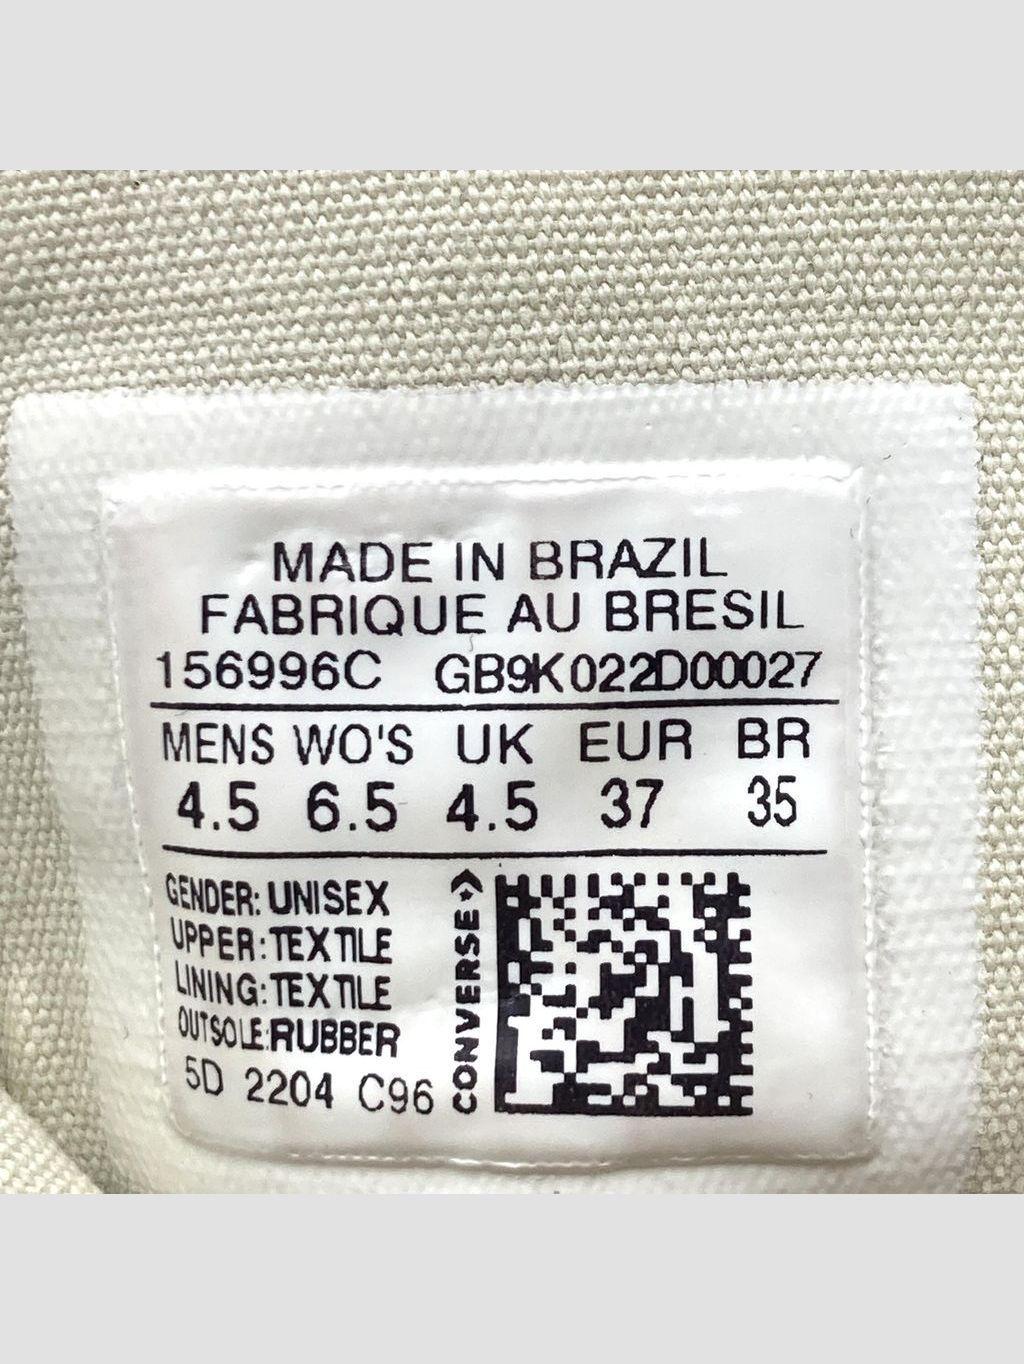 MADE IN BRAZIL
FABRIQUE AU BRESIL
156996C GB9K022D00027
MENS WO'S UK EUR BR
4.5 6.5 4.5 37 35
GENDER: UNISEX
UPPER: TEXTILE
LINING: TEXTILE
OUTSOLE: RUBBER
5D 2204 C96
CONVERSE